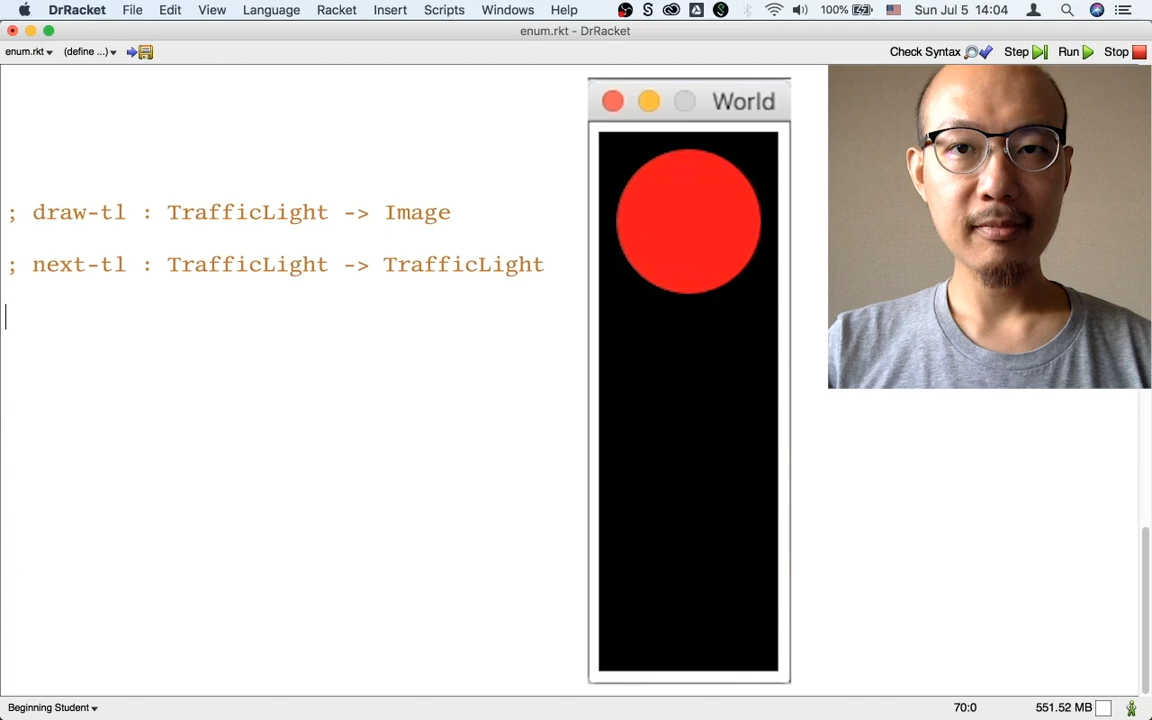 DrRacket File Edit View Language Racket Insert Scripts Windows Help 100% Sun Jul 5 14:04
enum.rkt - DrRacket
enum.rkt (define ...) Check Syntax Step Run Stop
World
; draw-tl : TrafficLight -> Image
; next-tl : TrafficLight -> TrafficLight
Beginning Student 70:0 551.52 MB